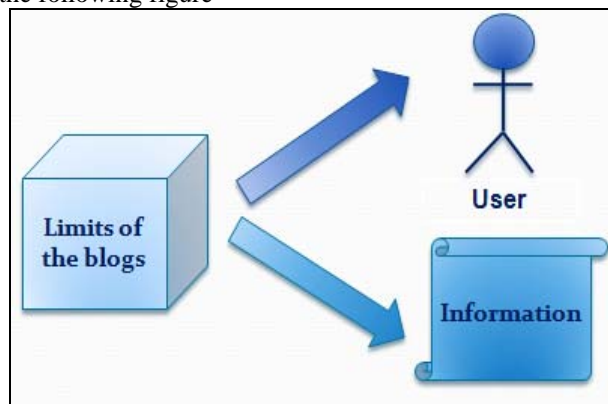 the following figure
Limits of
the blogs
User
Information